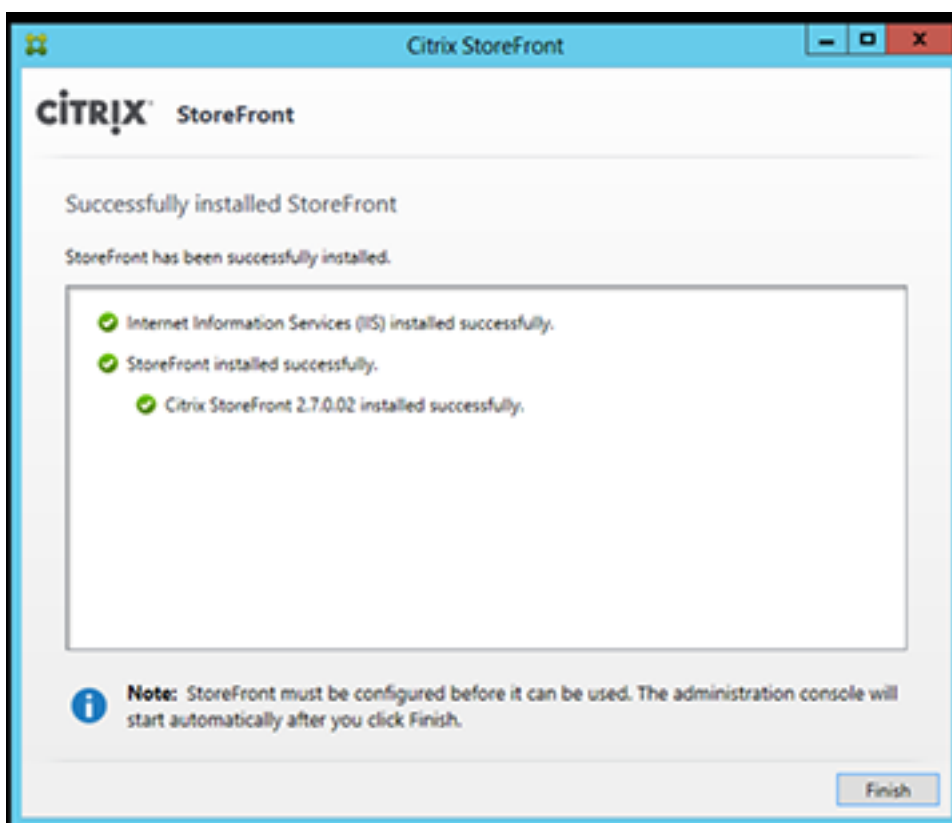 Citrix StoreFront
CİTRIX StoreFront
Successfully installed StoreFront
StoreFront has been successfully installed.
Internet Information Services (IIS) installed successfully.
StoreFront installed successfully.
Citrix StoreFront 2.7.0.02 installed successfully.
Note: StoreFront must be configured before it can be used. The administration console will
start automatically after you click Finish.
Finish